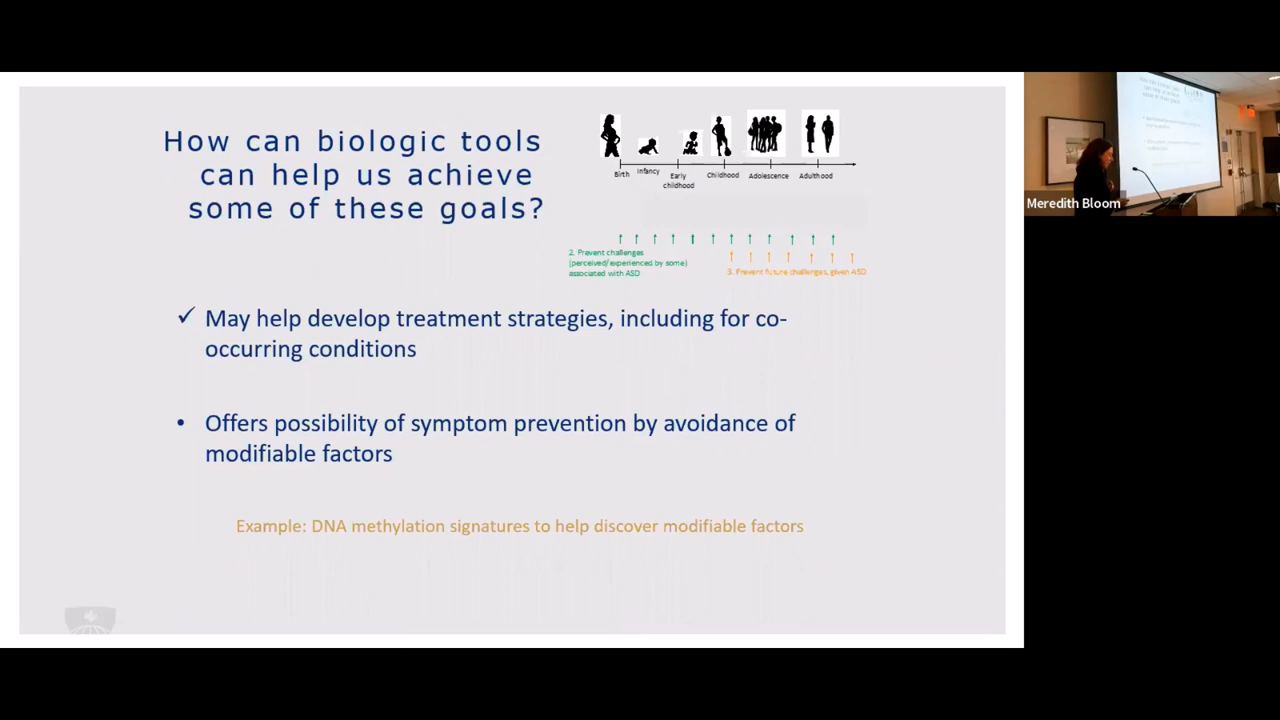 How can biologic tools
can help us achieve
some of these goals?
Birth
Infancy
Early
childhood
Childhood
Adolescence
Adulthood
2. Prevent challenges
(perceived/experienced by some)
associated with ASD
3. Prevent future challenges, given ASD
✓ May help develop treatment strategies, including for co-
occurring conditions
• Offers possibility of symptom prevention by avoidance of
modifiable factors
Example: DNA methylation signatures to help discover modifiable factors
Meredith Bloom